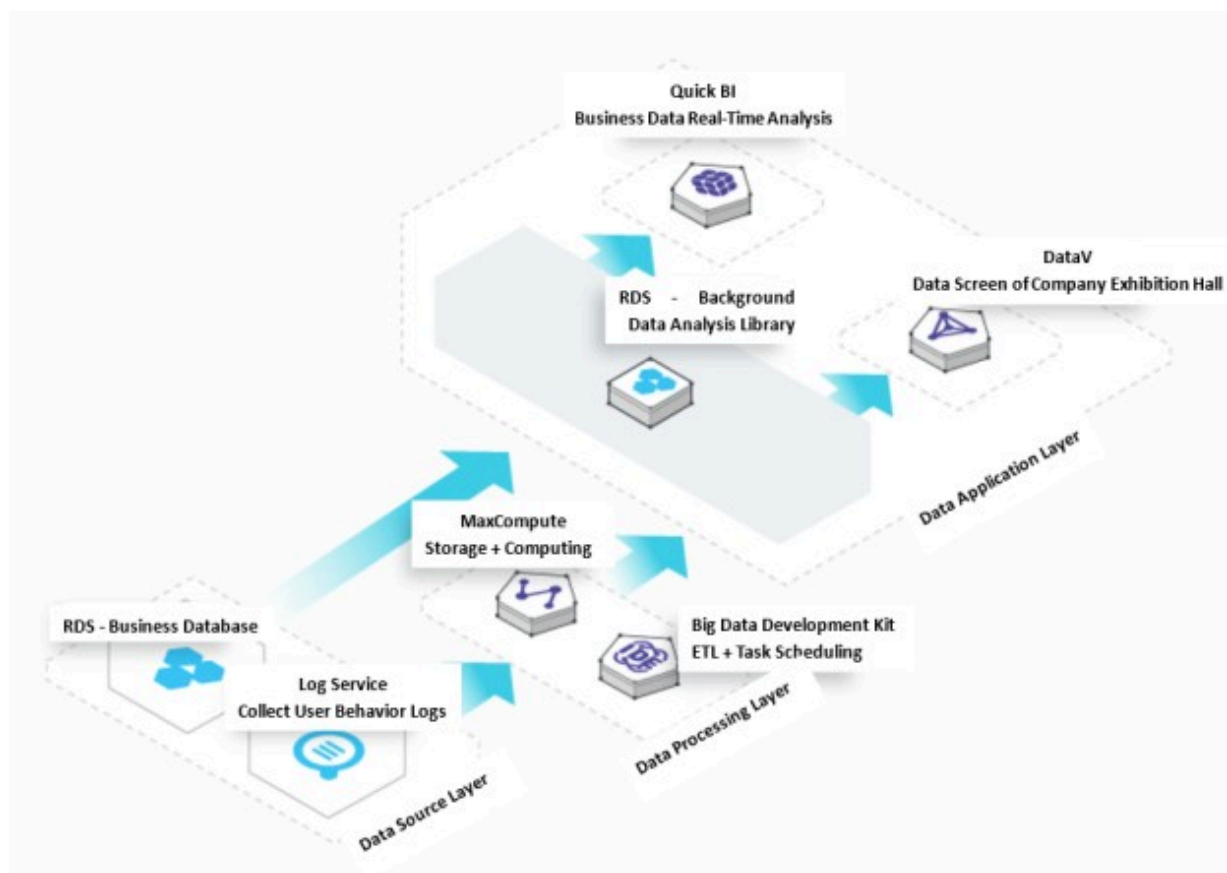 Quick BI
Business Data Real-Time Analysis
DataV
Data Screen of Company Exhibition Hall
RDS - Background
Data Analysis Library
Data Application Layer
MaxCompute
Storage + Computing
Big Data Development Kit
ETL + Task Scheduling
Data Processing Layer
RDS - Business Database
Log Service
Collect User Behavior Logs
Data Source Layer